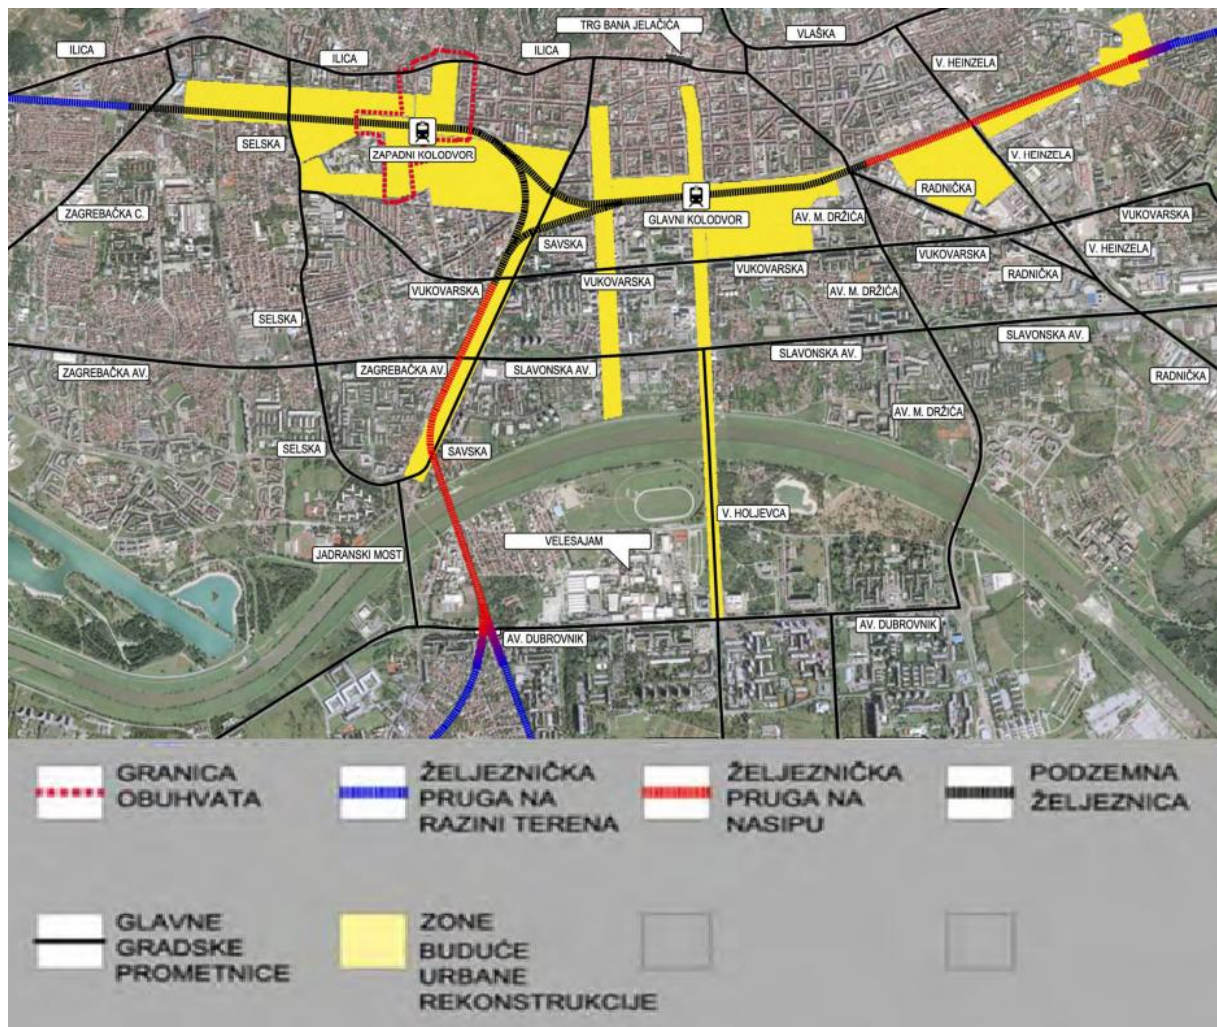 TRG BANA JELAČIĆA
ILICA
ILICA
ILICA
VLAŠKA
V. HEINZELA
SELSKA
ZAPADNI KOLODVOR
V. HEINZELA
RADNIČKA
ZAGREBAČKA C.
GLAVNI KOLODVOR
AV. M. DRŽIĆA
VUKOVARSKA
SAVSKA
V. HEINZELA
VUKOVARSKA
VUKOVARSKA
VUKOVARSKA
VUKOVARSKA
RADNIČKA
AV. M. DRŽIĆA
SELSKA
SLAVONSKA AV.
SLAVONSKA AV.
ZAGREBAČKA AV.
ZAGREBAČKA AV.
SLAVONSKA AV.
RADNIČKA
AV. M. DRŽIĆA
SELSKA
SAVSKA
V. HOLJEVCA
VELESAJAM
JADRANSKI MOST
AV. DUBROVNIK
AV. DUBROVNIK
GRANICA
OBUHVATA
ŽELJEZNIČKA
PRUGA NA
RAZINI TERENA
ŽELJEZNIČKA
PRUGA NA
NASIPU
PODZEMNA
ŽELJEZNICA
GLAVNE
GRADSKE
PROMETNICE
ZONE
BUDUĆE
URBANE
REKONSTRUKCIJE